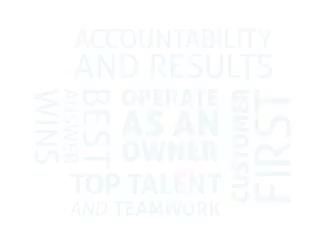 ACCOUNTABILITY
AND RESULTS
BEST
ANSWER
WINS
OPERATE
AS AN
OWNER
CUSTOMER
FIRST
TOP TALENT
AND TEAMWORK